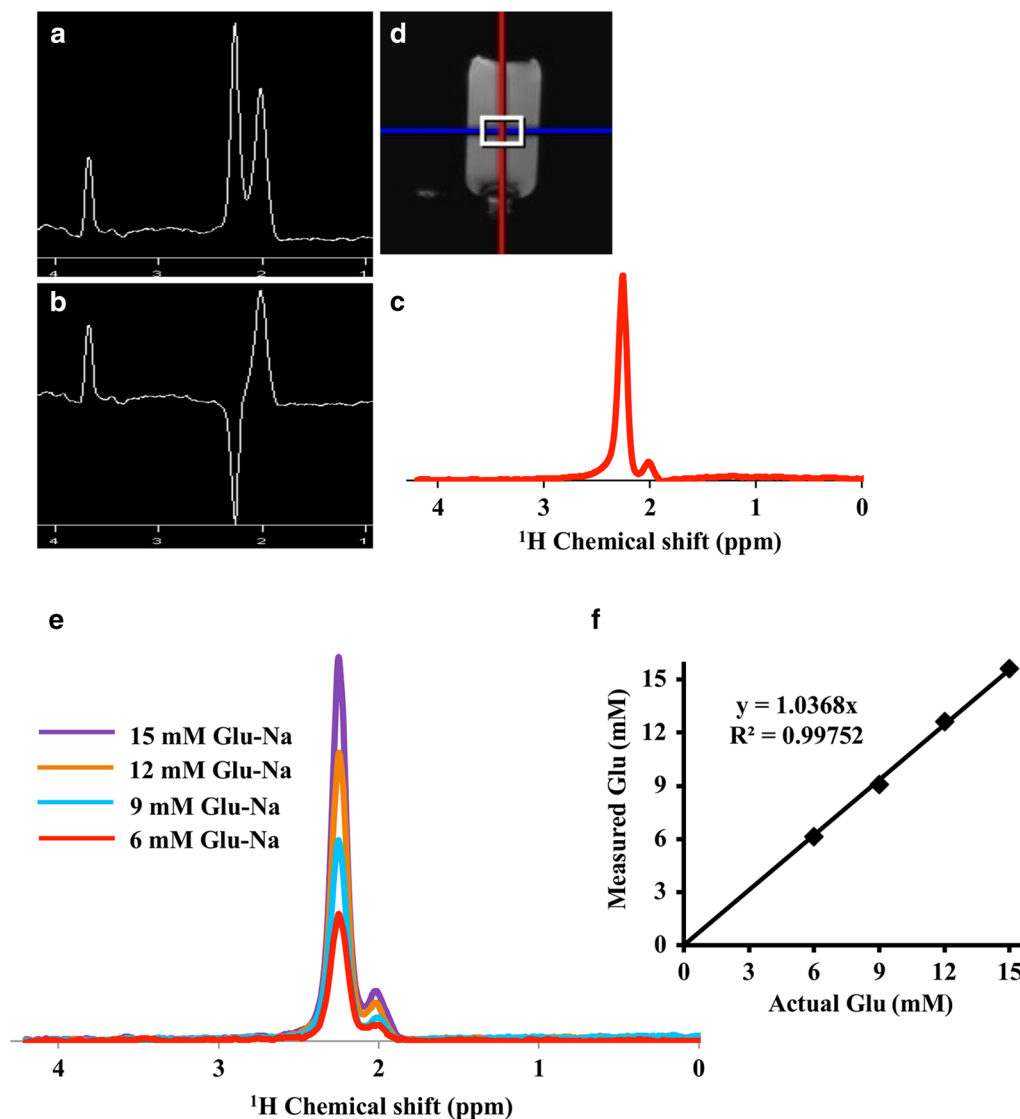 a
4 3 2 1
b
4 3 2 1
d
c
4 3 2 1 0
¹H Chemical shift (ppm)
e
15 mM Glu-Na
12 mM Glu-Na
9 mM Glu-Na
6 mM Glu-Na
4 3 2 1 0
¹H Chemical shift (ppm)
f
y = 1.0368x
R² = 0.99752
Measured Glu (mM)
15
12
9
6
3
0
0 3 6 9 12 15
Actual Glu (mM)